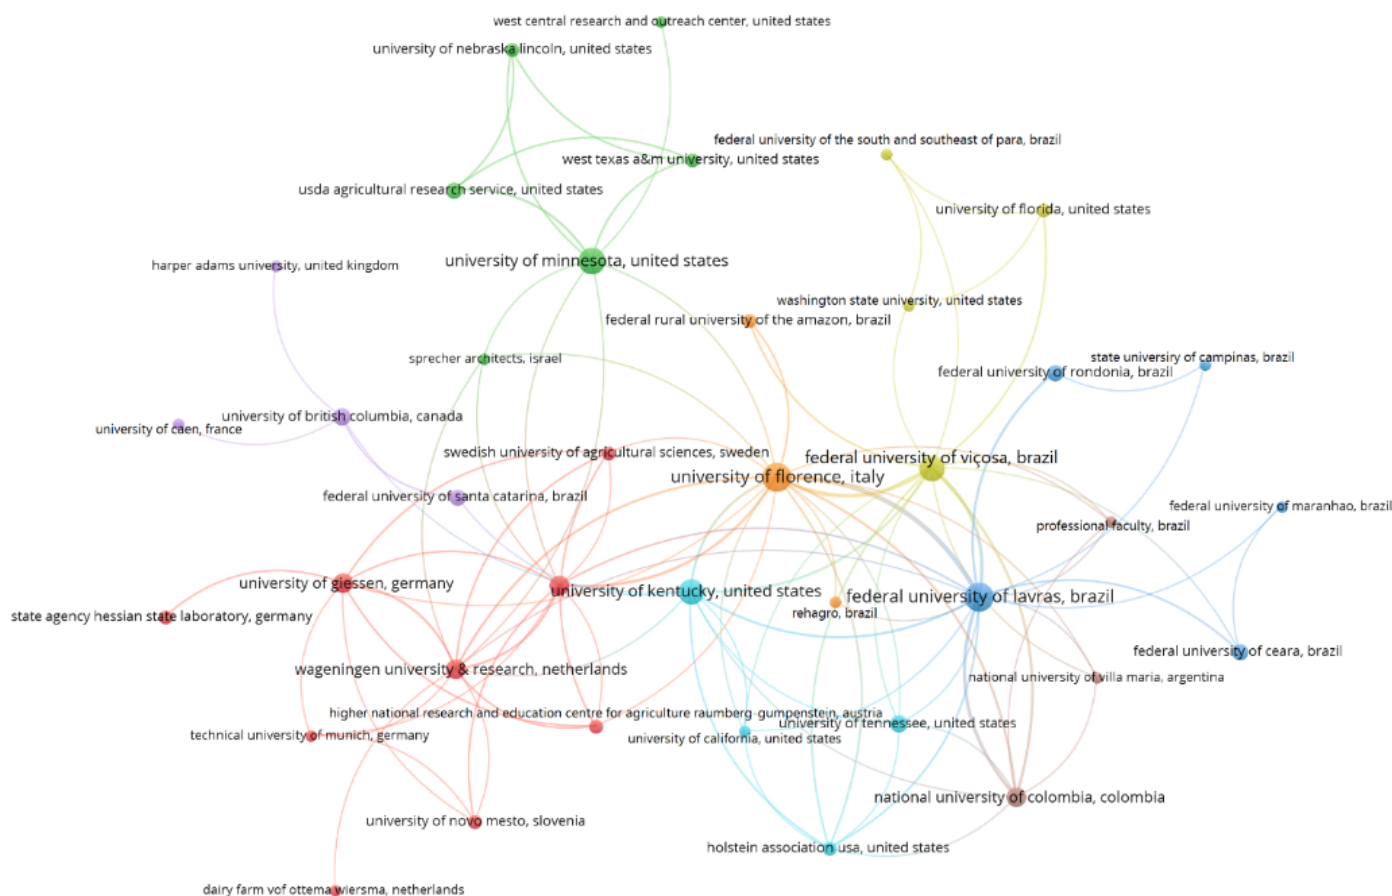 west central research and outreach center, united states
university of nebraska lincoln, united states
federal university of the south and southeast of para, brazil
west texas a&m university, united states
usda agricultural research service, united states
university of florida, united states
university of minnesota, united states
harper adams university, united kingdom
washington state university, united states
federal rural university of the amazon, brazil
sprecher architects, israel
state university of campinas, brazil
federal university of rondonia, brazil
university of british columbia, canada
university of caen, france
swedish university of agricultural sciences, sweden
federal university of viçosa, brazil
university of florence, italy
federal university of santa catarina, brazil
federal university of maranhao, brazil
professional faculty, brazil
university of giessen, germany
university of kentucky, united states
federal university of lavras, brazil
rehagro, brazil
state agency hessian state laboratory, germany
federal university of ceara, brazil
wageningen university & research, netherlands
national university of villa maria, argentina
higher national research and education centre for agriculture raumberg-gumpenstein, austria
university of tennessee, united states
technical university of munich, germany
university of california, united states
national university of colombia, colombia
university of novo mesto, slovenia
holstein association usa, united states
dairy farm vof ottema wiersma, netherlands